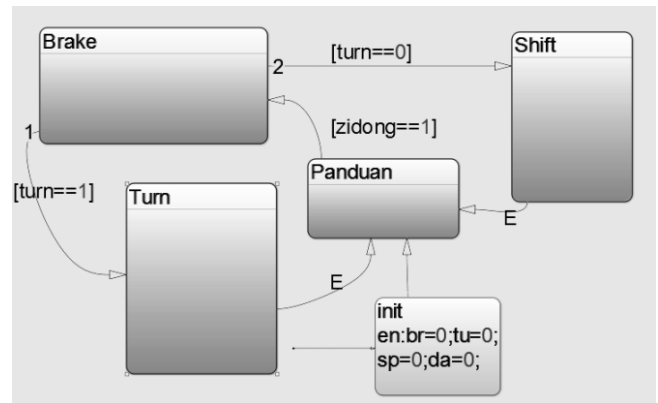 Brake
[turn==0]
Shift
2
[zidong==1]
1
Panduan
[turn==1]
Turn
E
E
init
en:br=0;tu=0;
sp=0;da=0;